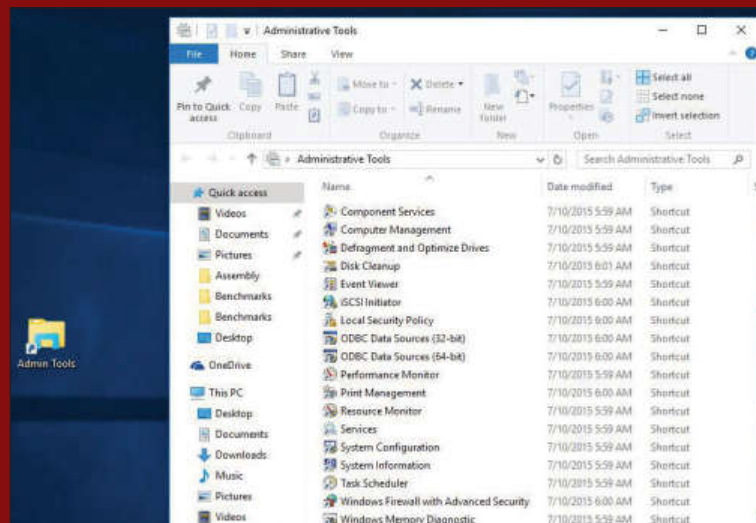 Administrative Tools
File Home Share View
Pin to Quick access
Copy
Paste
Move to
Copy to
Delete
Rename
New folder
Properties
Select all
Select none
Invert selection
Clipboard Organize New Open Select
Administrative Tools
Search Administrative Tools
Name Date modified Type
Quick access
Videos
Documents
Pictures
Assembly
Benchmarks
Benchmarks
Desktop
OneDrive
This PC
Desktop
Documents
Downloads
Music
Pictures
Videos
Component Services 7/10/2015 5:59 AM Shortcut
Computer Management 7/10/2015 5:59 AM Shortcut
Defragment and Optimize Drives 7/10/2015 5:59 AM Shortcut
Disk Cleanup 7/10/2015 6:01 AM Shortcut
Event Viewer 7/10/2015 5:59 AM Shortcut
iSCSI Initiator 7/10/2015 6:00 AM Shortcut
Local Security Policy 7/10/2015 6:00 AM Shortcut
ODBC Data Sources (32-bit) 7/10/2015 6:00 AM Shortcut
ODBC Data Sources (64-bit) 7/10/2015 6:00 AM Shortcut
Performance Monitor 7/10/2015 5:59 AM Shortcut
Print Management 7/10/2015 6:00 AM Shortcut
Resource Monitor 7/10/2015 5:59 AM Shortcut
Services 7/10/2015 5:59 AM Shortcut
System Configuration 7/10/2015 5:59 AM Shortcut
System Information 7/10/2015 5:59 AM Shortcut
Task Scheduler 7/10/2015 5:59 AM Shortcut
Windows Firewall with Advanced Security 7/10/2015 6:00 AM Shortcut
Windows Memory Diagnostic 7/10/2015 5:59 AM Shortcut
Admin Tools